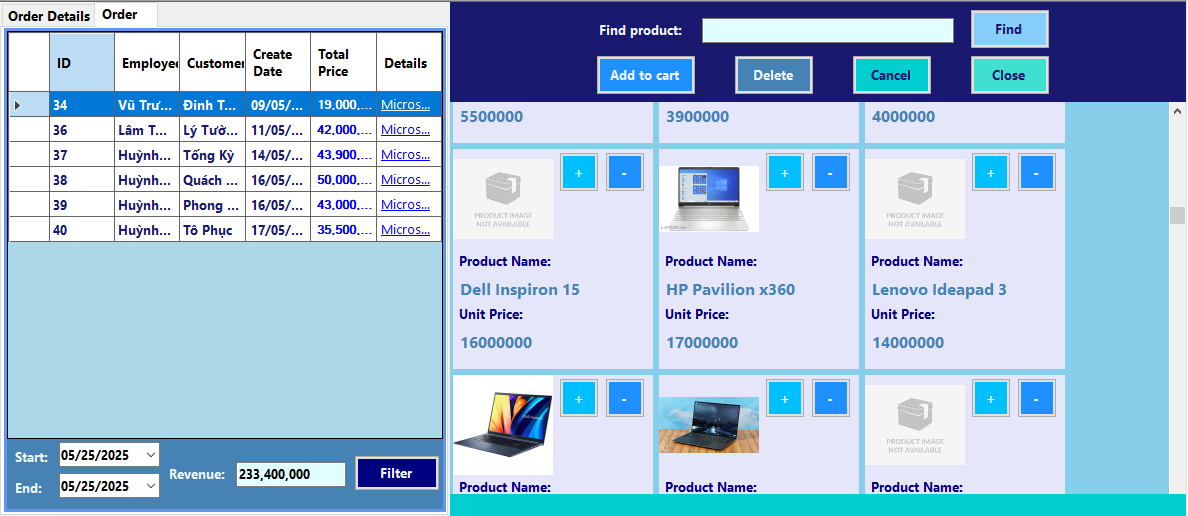 Order Details Order
ID Employee Customer Create Date Total Price Details
34 Vũ Trư... Đinh T... 09/05/... 19,000,... Micros...
36 Lâm T... Lý Tườ... 11/05/... 42,000,... Micros...
37 Huỳnh... Tống Kỳ 14/05/... 43,900,... Micros...
38 Huỳnh... Quách ... 16/05/... 50,000,... Micros...
39 Huỳnh... Phong ... 16/05/... 43,000,... Micros...
40 Huỳnh... Tô Phục 17/05/... 35,500,... Micros...
Start: 05/25/2025
End: 05/25/2025
Revenue: 233,400,000 Filter
Find product: Find
Add to cart Delete Cancel Close
5500000 3900000 4000000
+ - + - + -
PRODUCT IMAGE
NOT AVAILABLE
PRODUCT IMAGE
NOT AVAILABLE
Product Name: Product Name: Product Name:
Dell Inspiron 15 HP Pavilion x360 Lenovo Ideapad 3
Unit Price: Unit Price: Unit Price:
16000000 17000000 14000000
+ - + - + -
PRODUCT IMAGE
NOT AVAILABLE
Product Name: Product Name: Product Name: